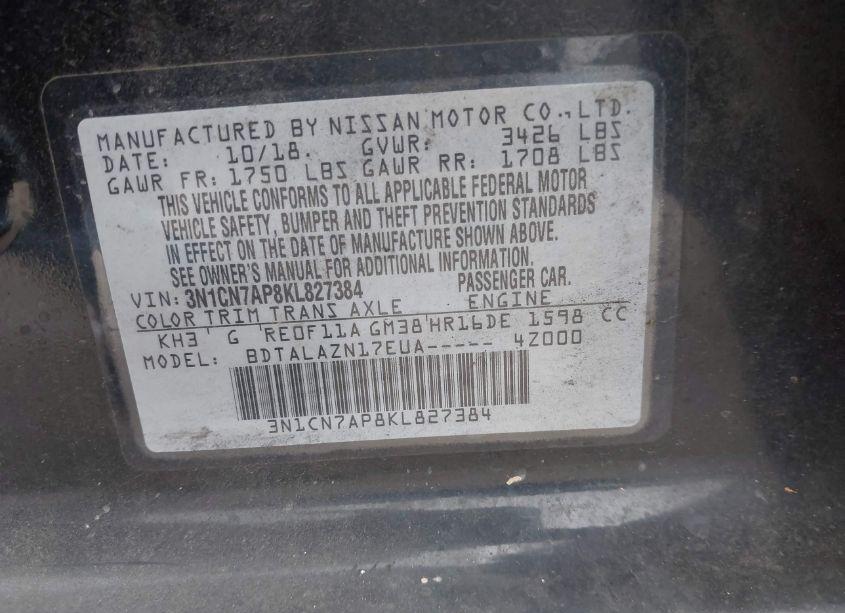 MANUFACTURED BY NISSAN MOTOR CO., LTD.
DATE: 10/18. GVWR: 3426 LBS
GAWR FR: 1750 LBS GAWR RR: 1708 LBS
THIS VEHICLE CONFORMS TO ALL APPLICABLE FEDERAL MOTOR
VEHICLE SAFETY, BUMPER AND THEFT PREVENTION STANDARDS
IN EFFECT ON THE DATE OF MANUFACTURE SHOWN ABOVE.
SEE OWNER'S MANUAL FOR ADDITIONAL INFORMATION.
VIN: 3N1CN7AP8KL827384 PASSENGER CAR.
COLOR TRIM TRANS AXLE ENGINE
KH3 G RE0F11A GM38 HR16DE 1598 CC
MODEL: BDTALAZN17EUA----- 4Z000
3N1CN7AP8KL827384